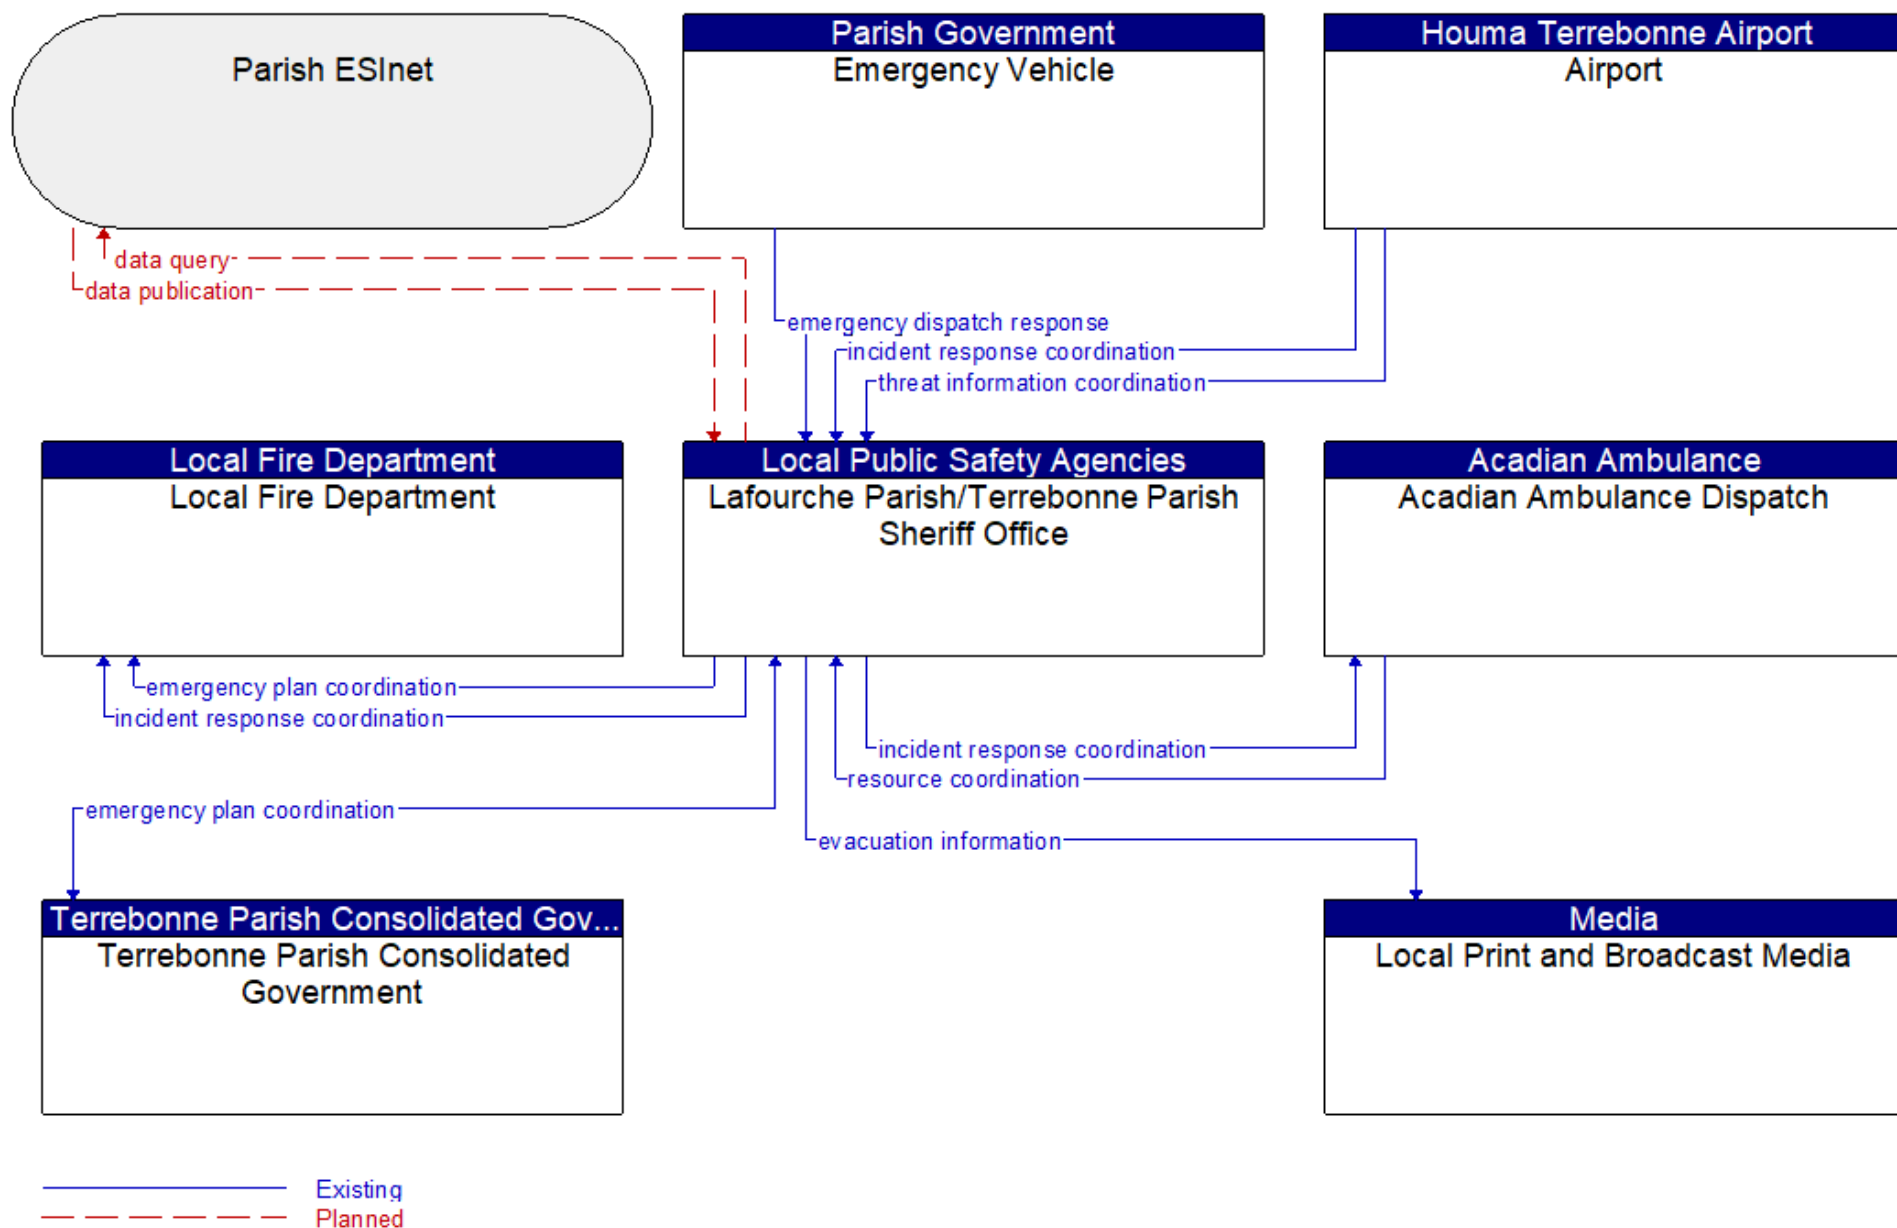 Parish ESInet
Parish Government
Emergency Vehicle
Houma Terrebonne Airport
Airport
data query
data publication
emergency dispatch response
incident response coordination
threat information coordination
Local Fire Department
Local Fire Department
Local Public Safety Agencies
Lafourche Parish/Terrebonne Parish
Sheriff Office
Acadian Ambulance
Acadian Ambulance Dispatch
emergency plan coordination
incident response coordination
incident response coordination
resource coordination
emergency plan coordination
evacuation information
Terrebonne Parish Consolidated Gov...
Terrebonne Parish Consolidated
Government
Media
Local Print and Broadcast Media
Existing
Planned